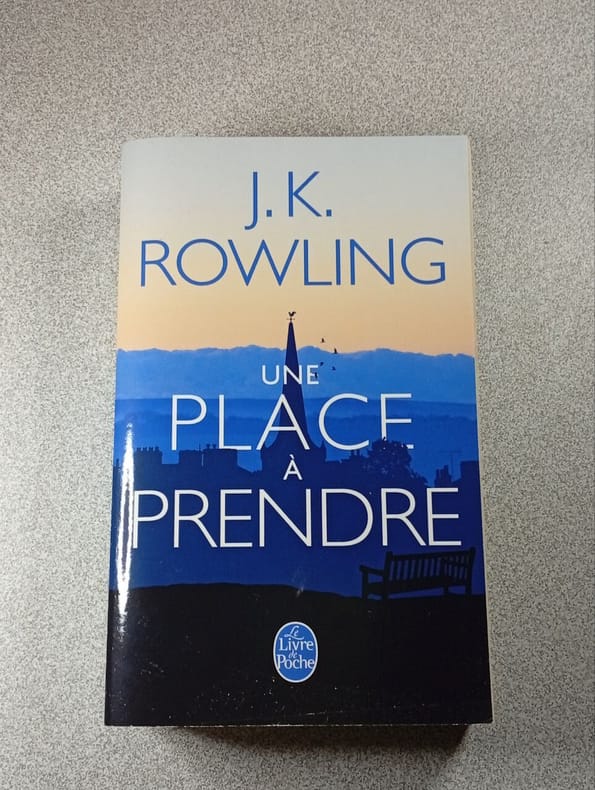 J. K.
ROWLING
UNE
PLACE
À
PRENDRE
Le
Livre
de
Poche